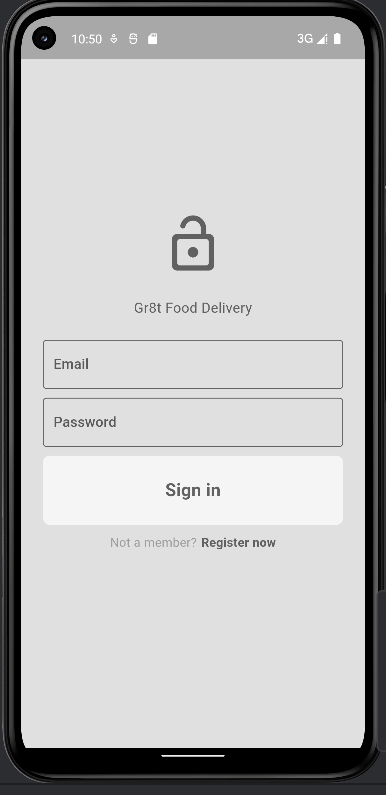 10:50 3G
Gr8t Food Delivery
Email
Password
Sign in
Not a member? Register now